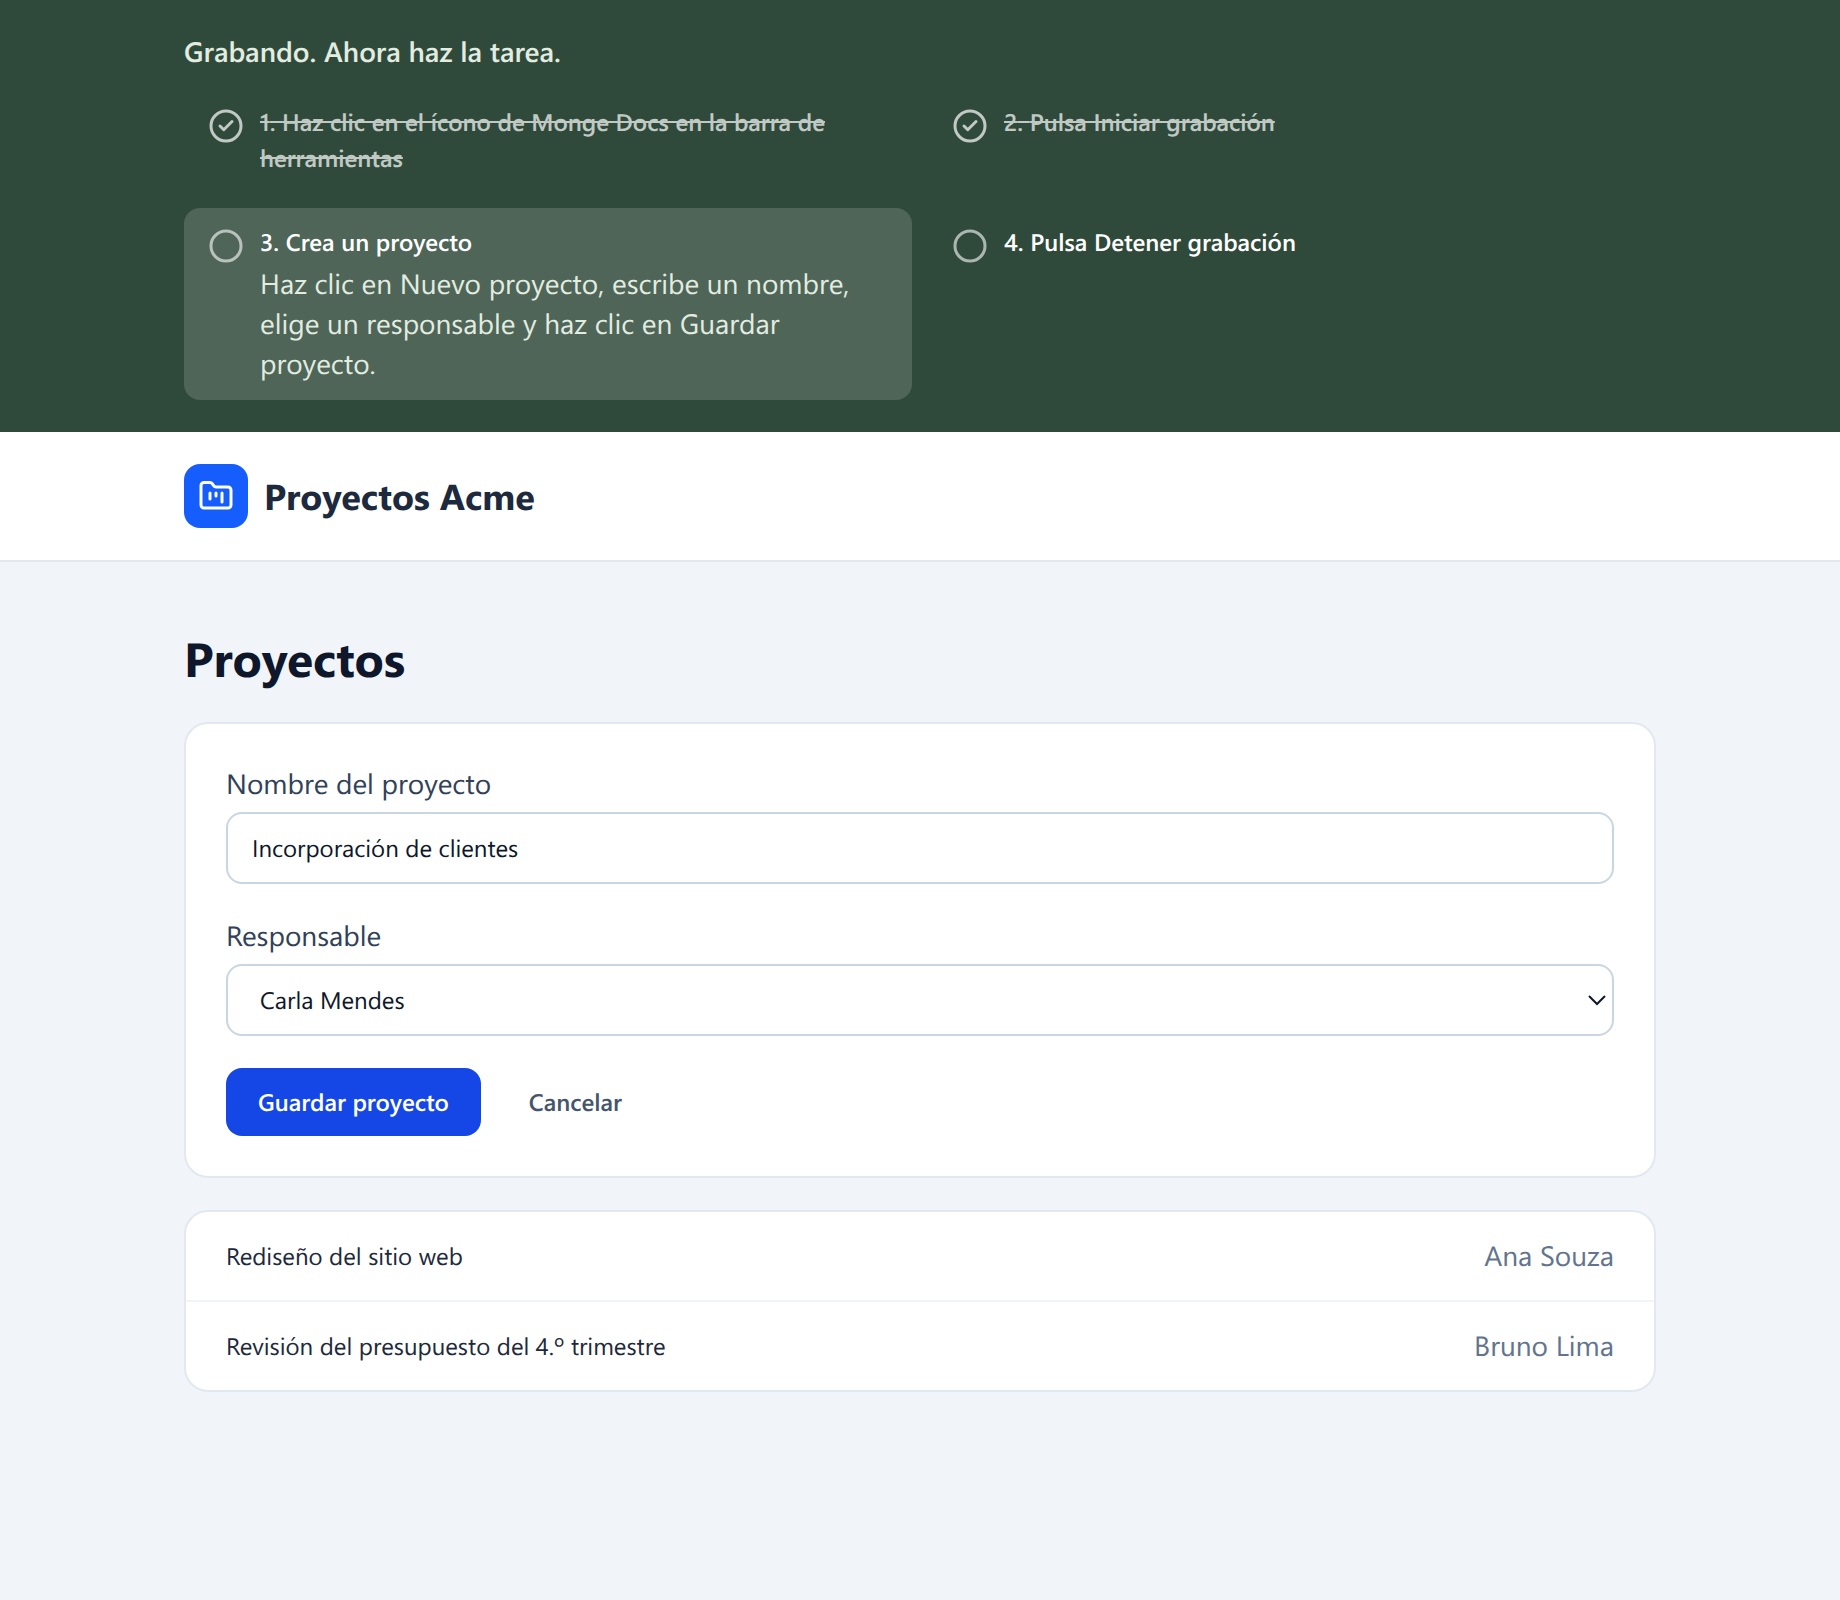 Grabando. Ahora haz la tarea.
1. Haz clic en el ícono de Monge Docs en la barra de
herramientas
2. Pulsa Iniciar grabación
3. Crea un proyecto
Haz clic en Nuevo proyecto, escribe un nombre,
elige un responsable y haz clic en Guardar
proyecto.
4. Pulsa Detener grabación
Proyectos Acme
Proyectos
Nombre del proyecto
Incorporación de clientes
Responsable
Carla Mendes
Guardar proyecto
Cancelar
Rediseño del sitio web
Ana Souza
Revisión del presupuesto del 4.º trimestre
Bruno Lima